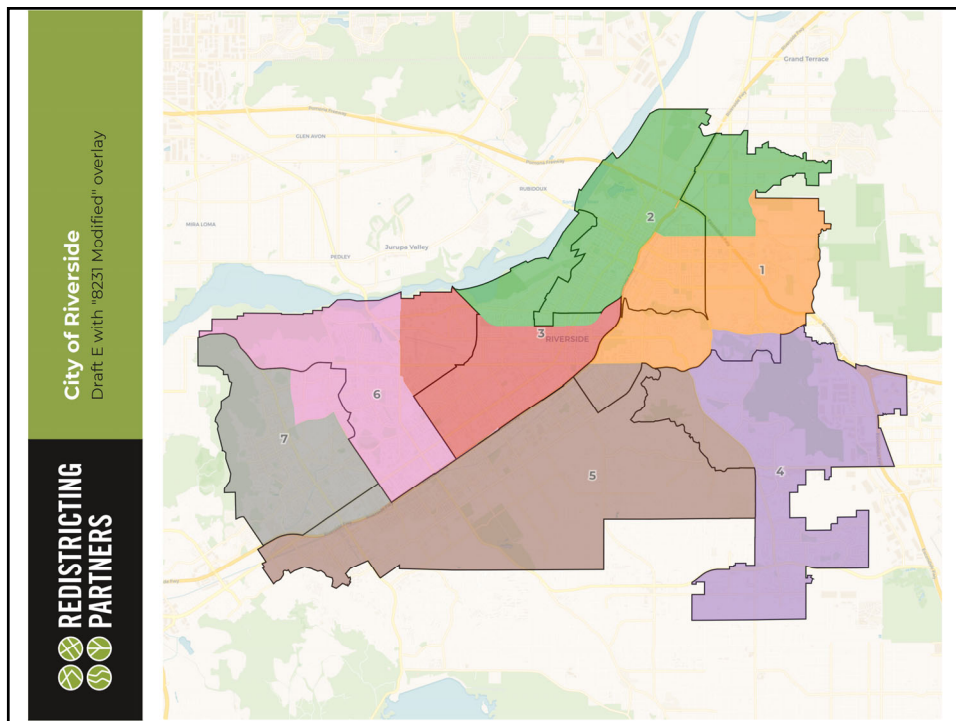 City of Riverside
Draft E with "8231 Modified" overlay
REDISTRICTING
PARTNERS
Grand Terrace
GLEN AVON
RUBIDOUX
MIRA LOMA
Jurupa Valley
PEDLEY
2
1
3
RIVERSIDE
6
7
5
4